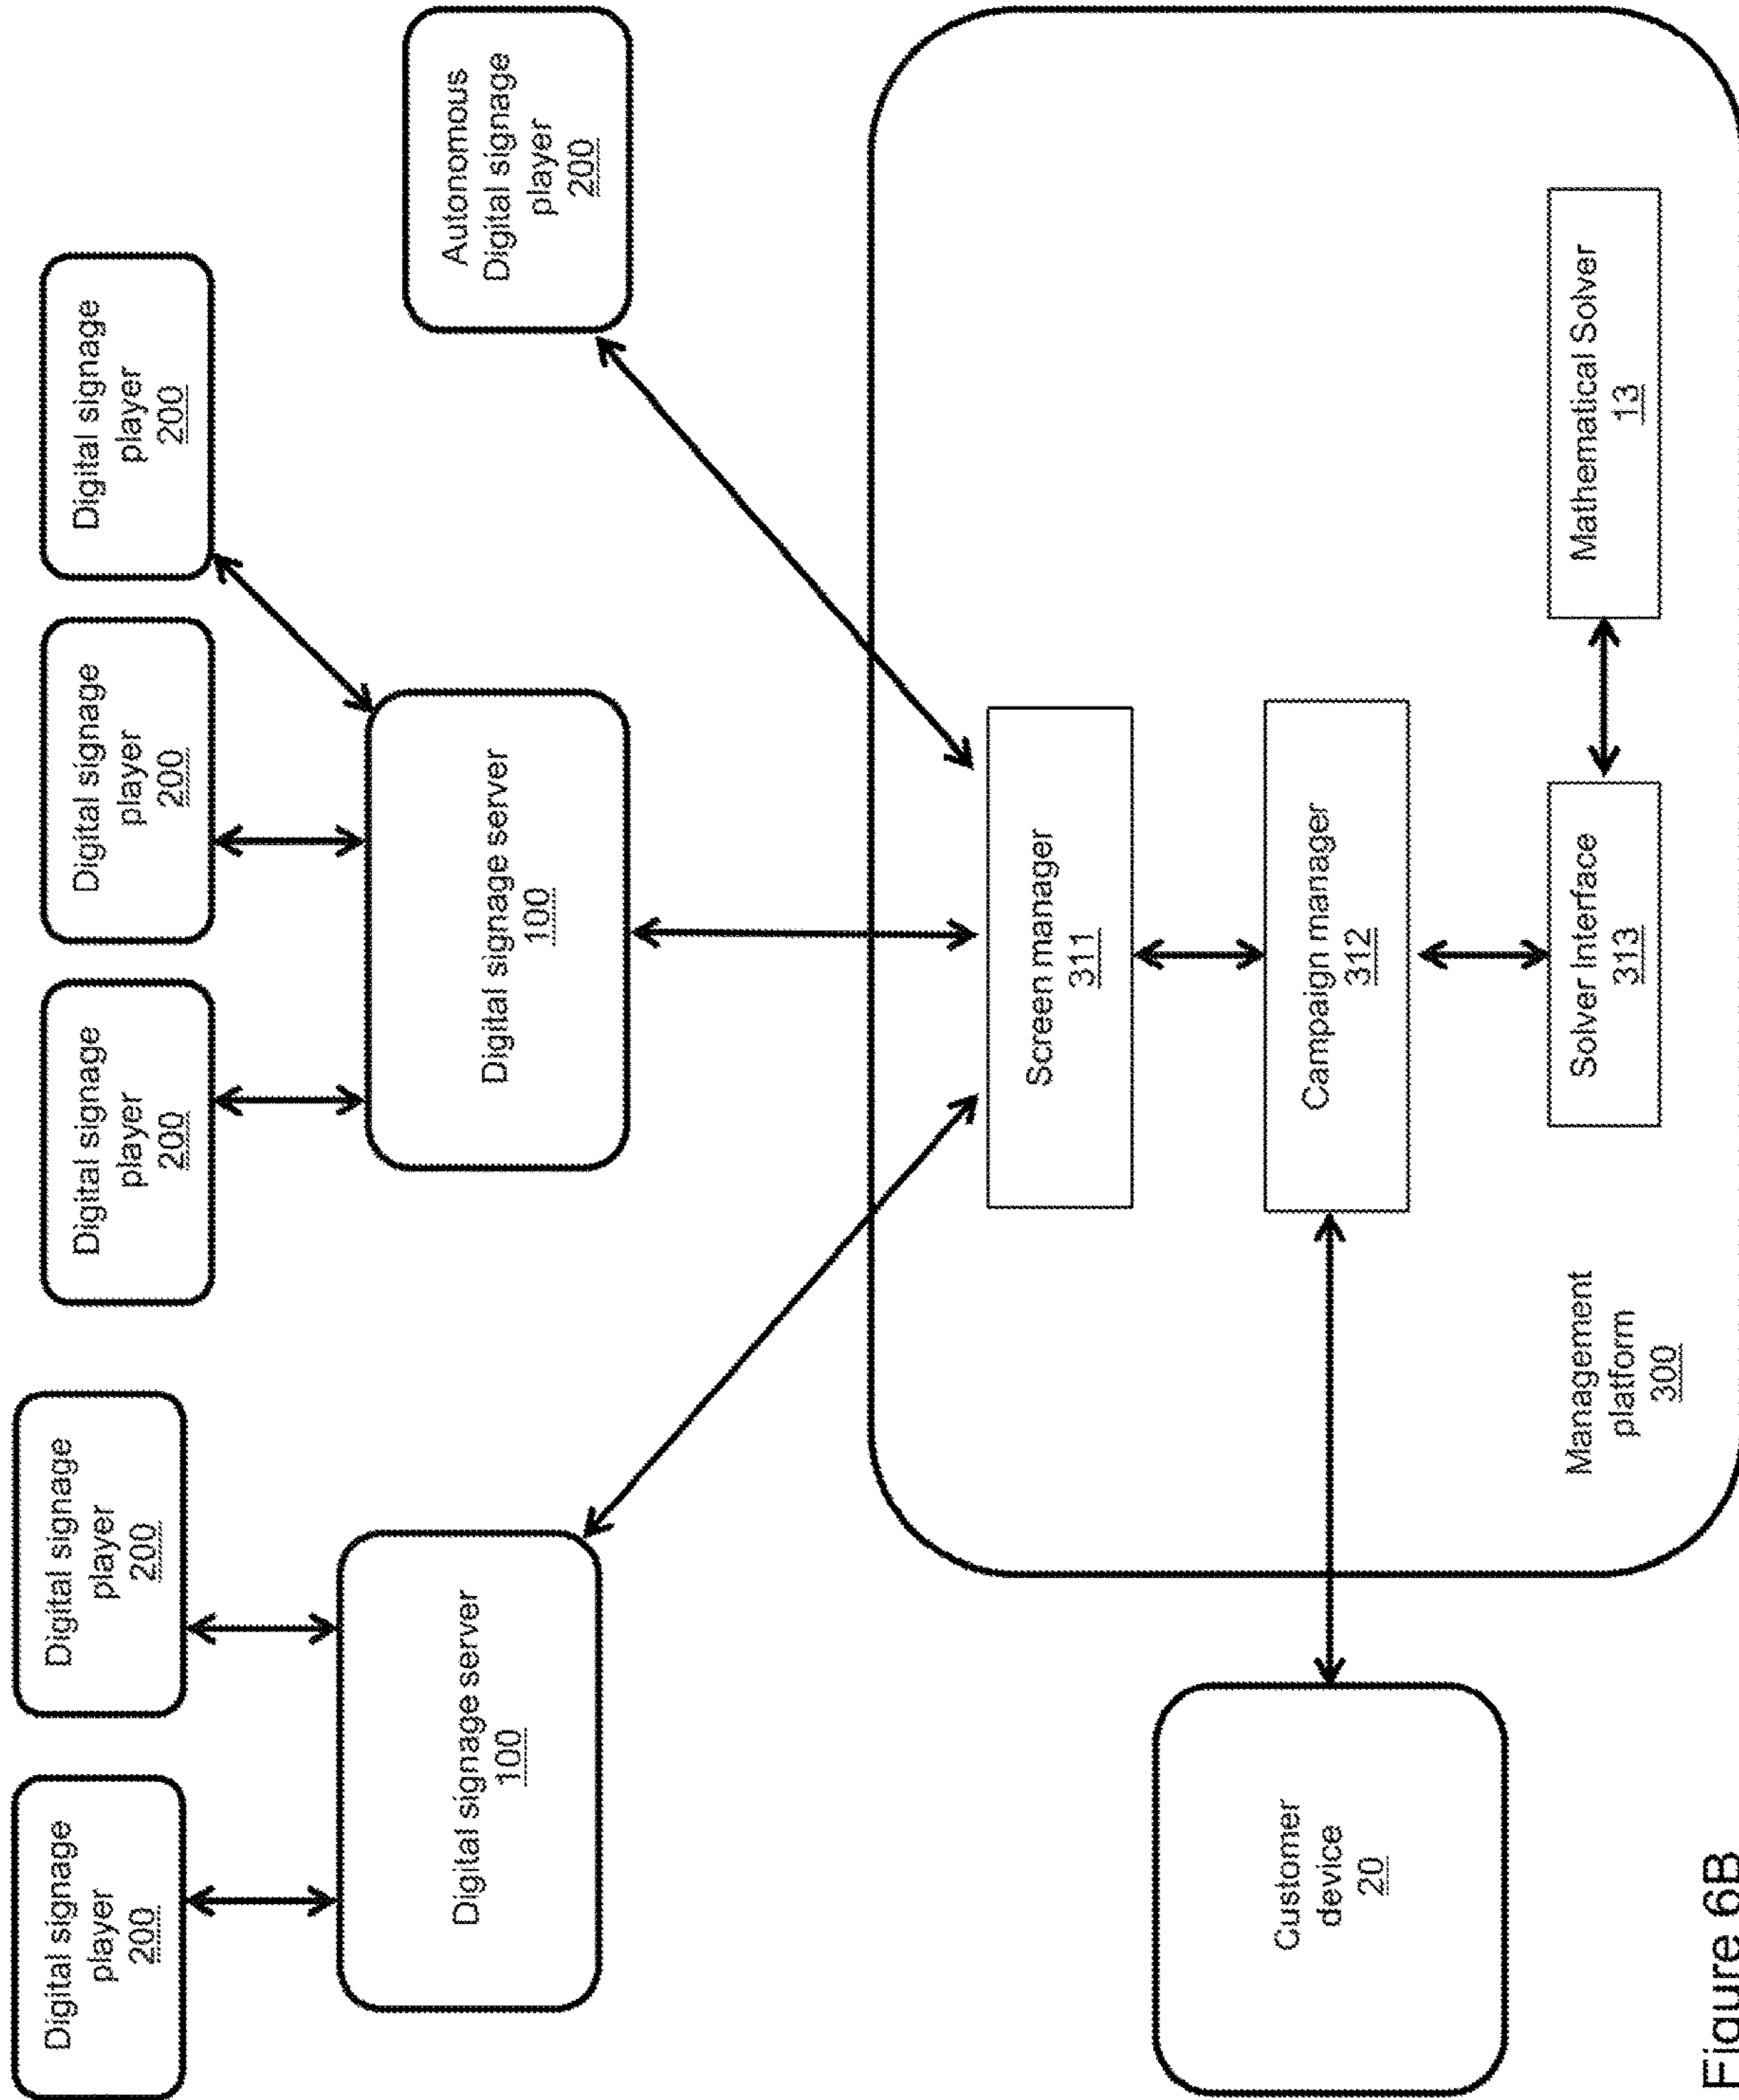 Digital signage
player
200
Digital signage
player
200
Digital signage
player
200
Digital signage
player
200
Digital signage
player
200
Digital signage server
100
Digital signage server
100
Autonomous
Digital signage
player
200
Customer
device
20
Screen manager
311
Campaign manager
312
Management
platform
300
Solver Interface
313
Mathematical Solver
13
Figure 6B